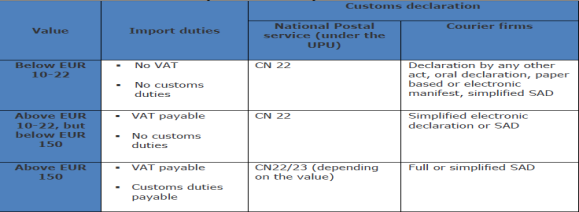 Customs declaration
Value
Import duties
National Postal
service (under the
UPU)
Courier firms
Below EUR
10-22
• No VAT
• No customs
duties
CN 22
Declaration by any other
act, oral declaration, paper
based or electronic
manifest, simplified SAD
Above EUR
10-22, but
below EUR
150
• VAT payable
• No customs
duties
CN 22
Simplified electronic
declaration or SAD
Above EUR
150
• VAT payable
• Customs duties
payable
CN22/23 (depending
on the value)
Full or simplified SAD